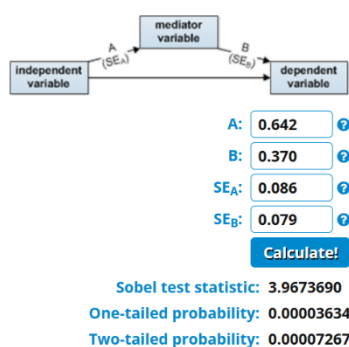 mediator
variable
A
(SEA)
B
(SEB)
independent
variable
dependent
variable
A: 0.642 ?
B: 0.370 ?
SEA: 0.086 ?
SEB: 0.079 ?
Calculate!
Sobel test statistic: 3.9673690
One-tailed probability: 0.00003634
Two-tailed probability: 0.00007267